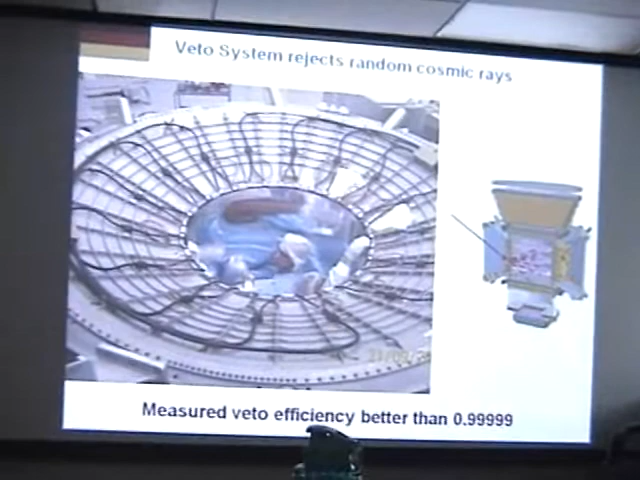 Veto System rejects random cosmic rays
Measured veto efficiency better than 0.99999